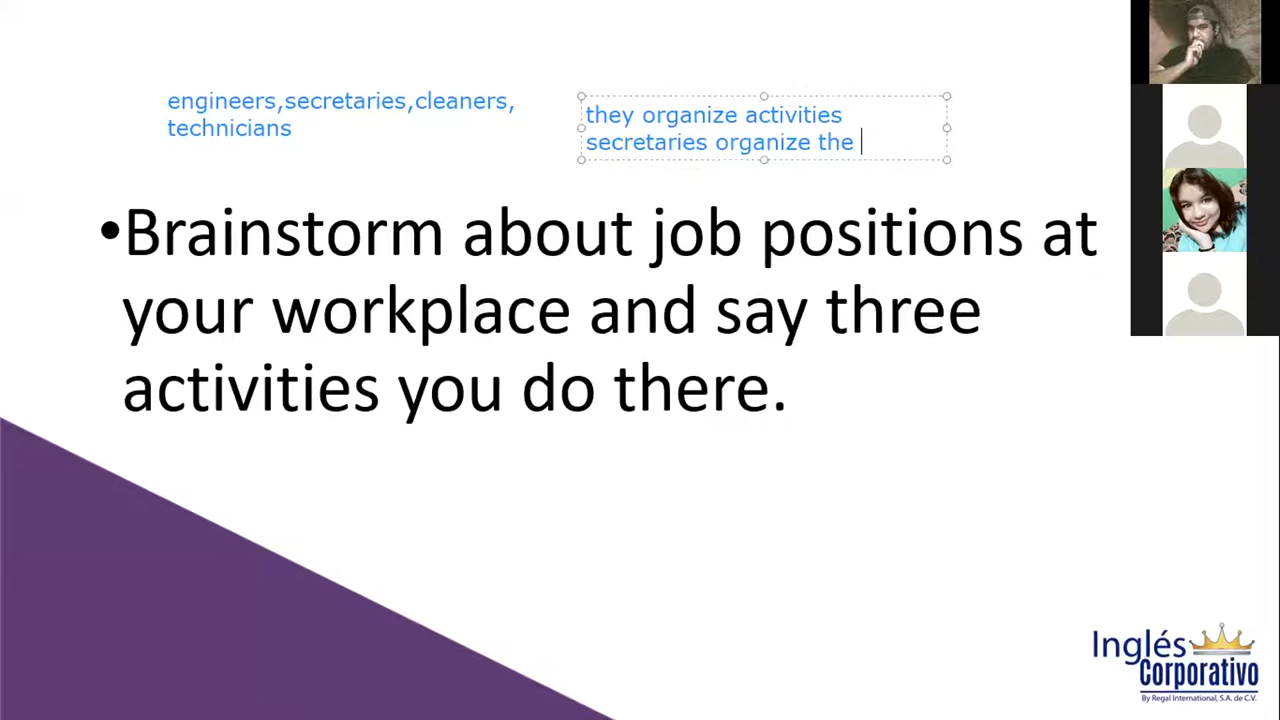 engineers,secretaries,cleaners,
technicians
they organize activities
secretaries organize the
•Brainstorm about job positions at
your workplace and say three
activities you do there.
Inglés
Corporativo
By Regal International, S.A. de C.V.